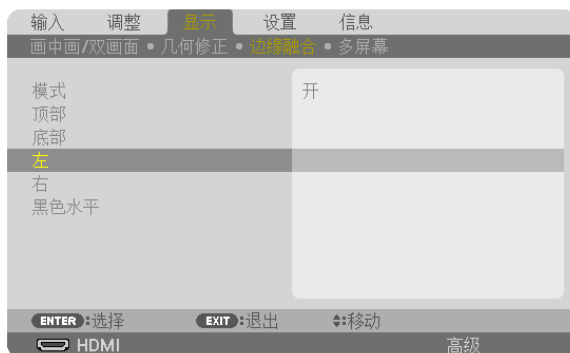 输入 调整 显示 设置 信息
画中画/双画面 • 几何修正 • 边缘融合 • 多屏幕
模式 开
顶部
底部
左
右
黑色水平
ENTER :选择 EXIT :退出 :移动
HDMI 高级